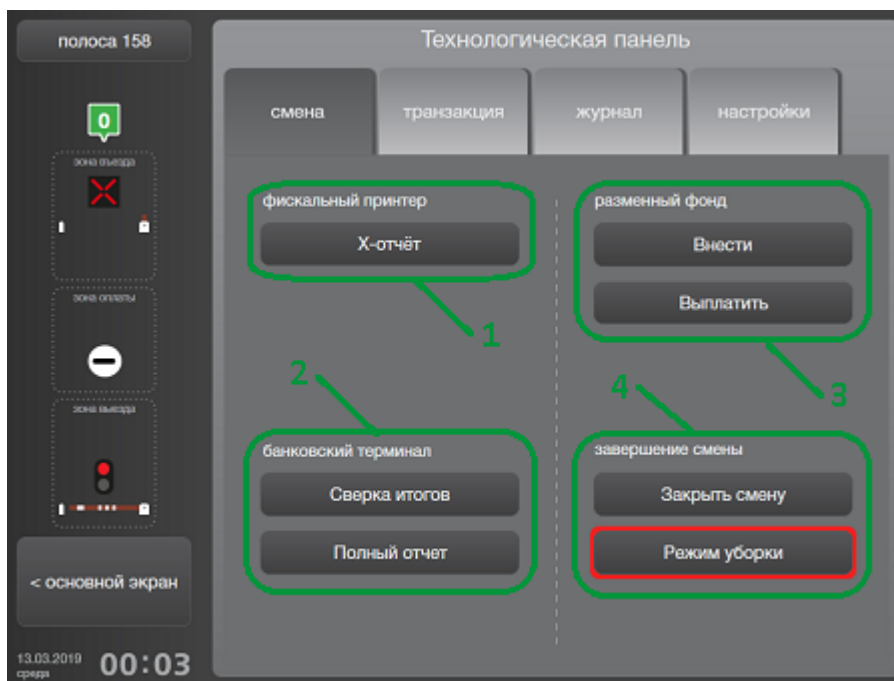 полоса 158
Технологическая панель
смена
транзакция
журнал
настройки
0
зона въезда
фискальный принтер
Х-отчёт
разменный фонд
Внести
Выплатить
1
зона оплаты
2
3
4
зона выезда
банковский терминал
Сверка итогов
Полный отчет
завершение смены
Закрыть смену
Режим уборки
< основной экран
13.03.2019
среда
00:03